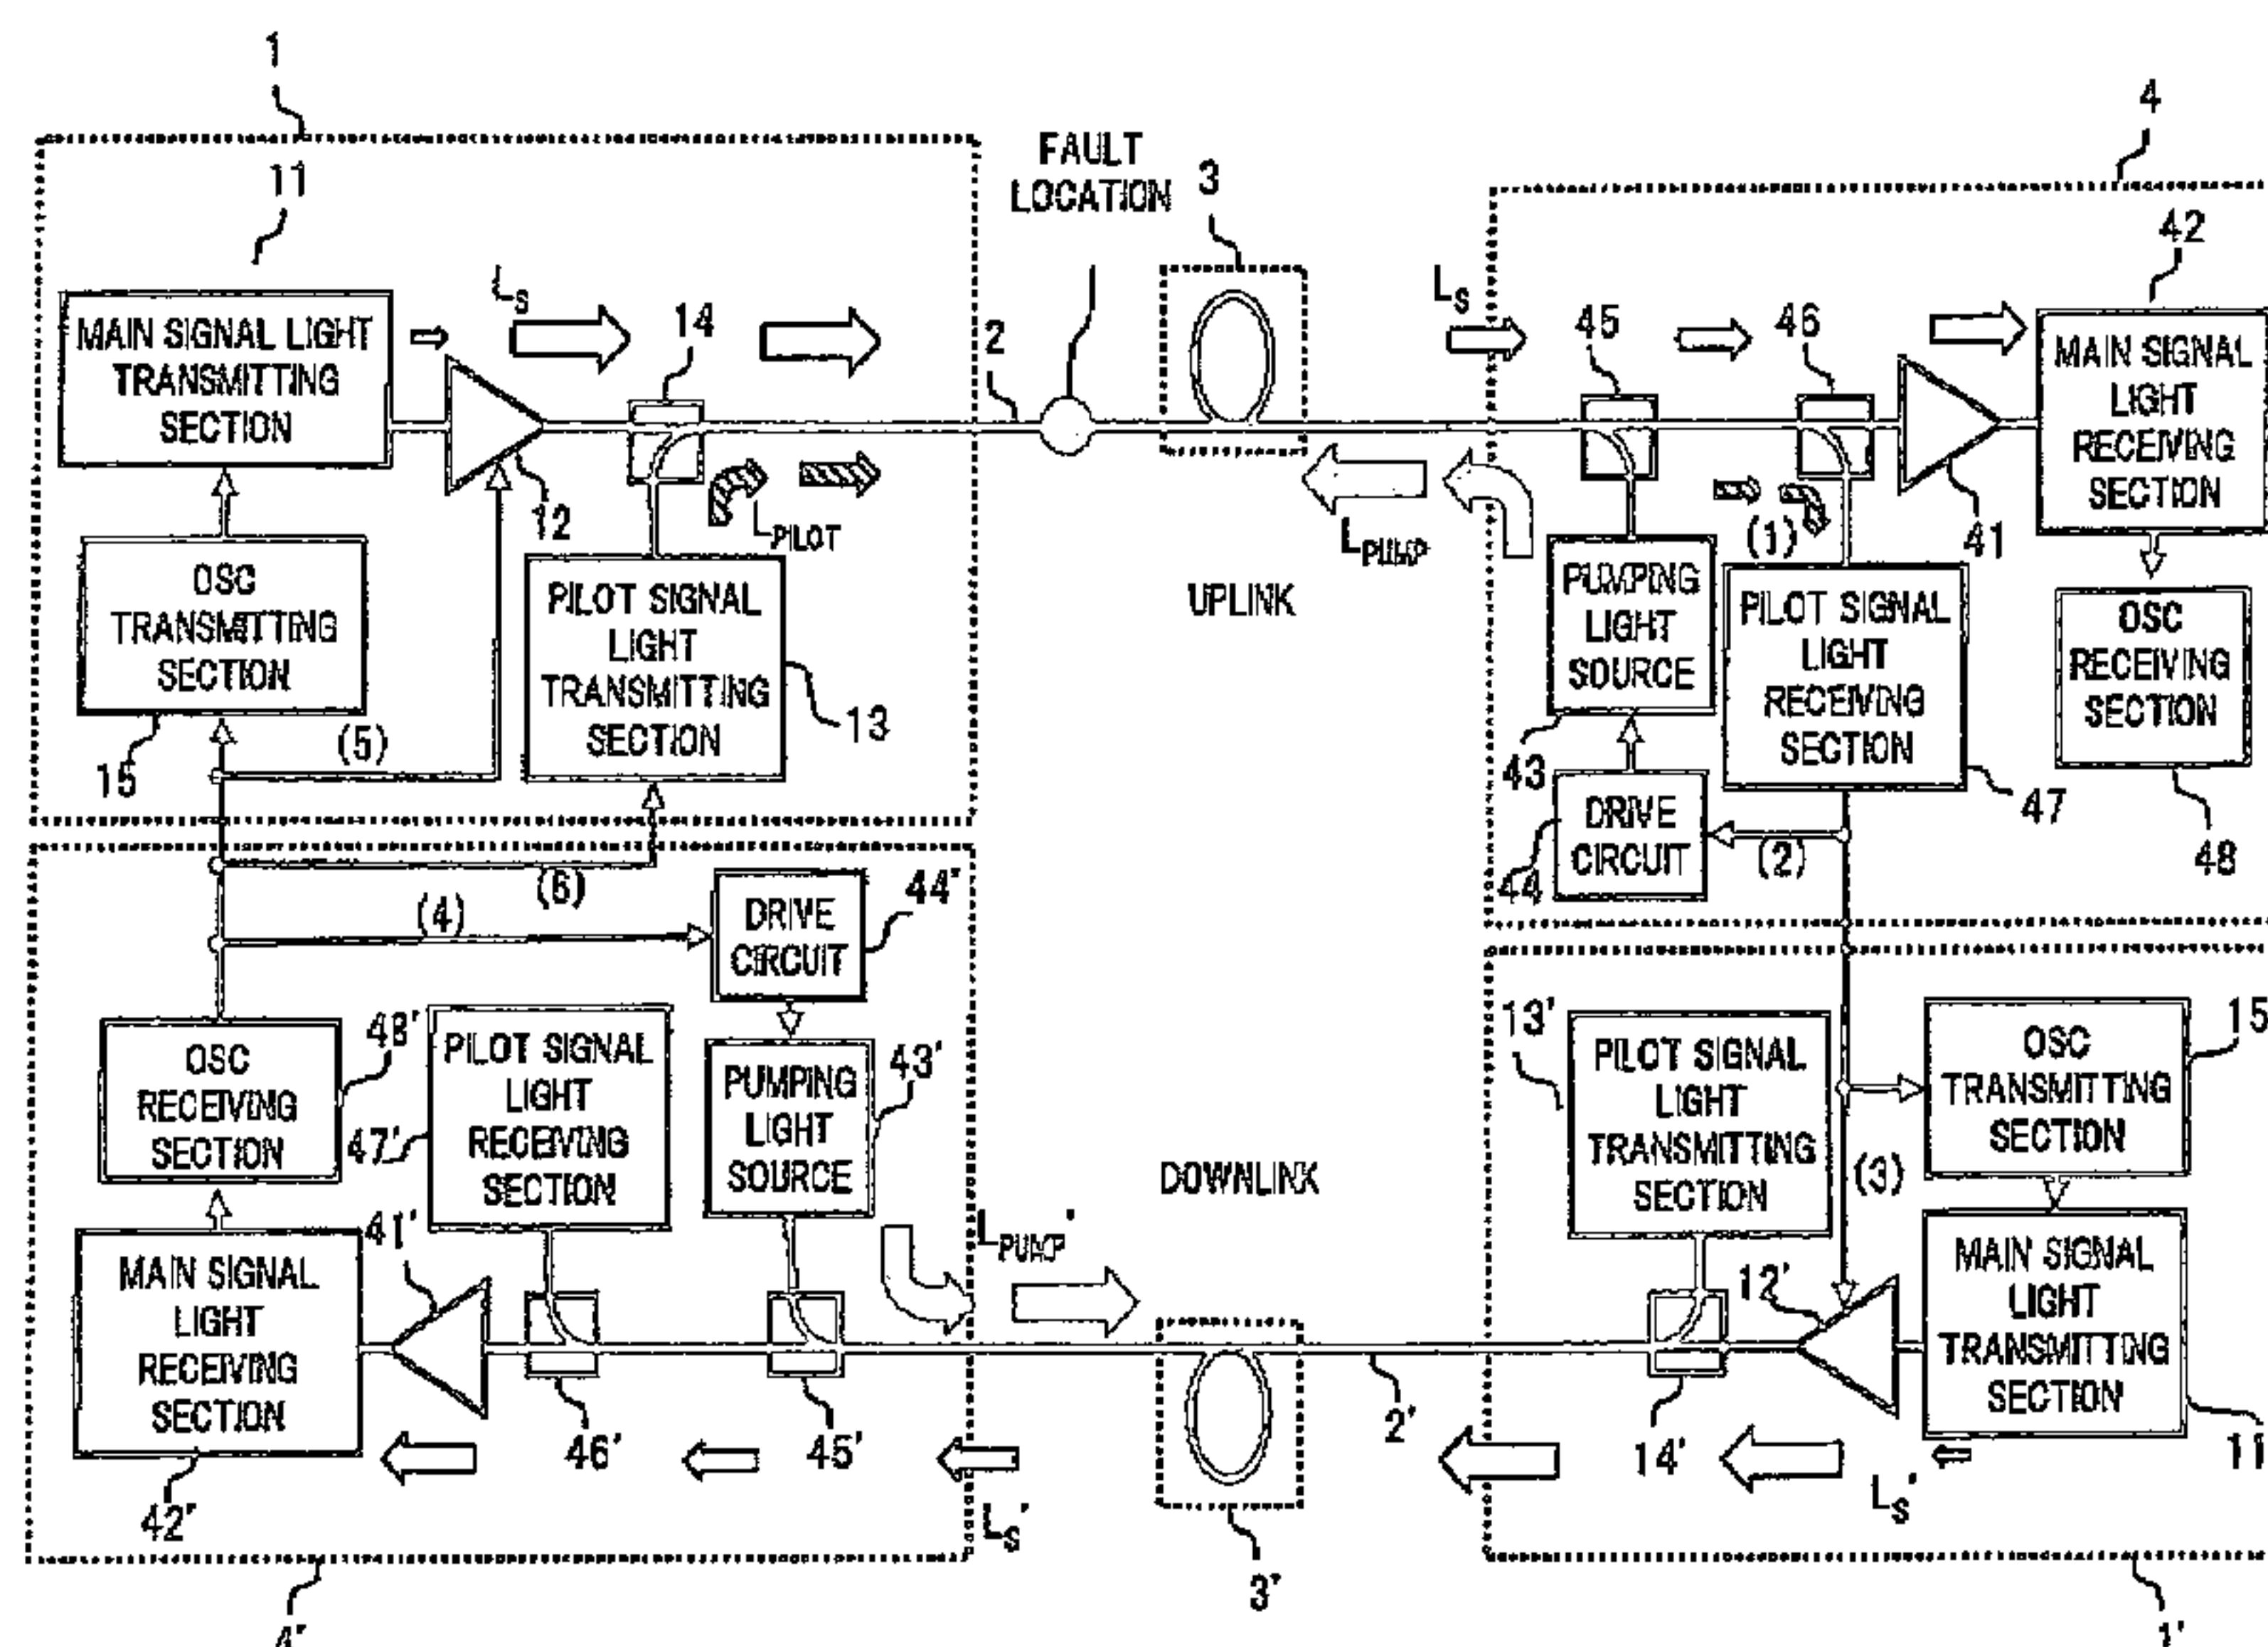 1
4
FAULT
LOCATION
11
3
42
MAIN SIGNAL LIGHT
TRANSMITTING
SECTION
LS
14
2
LS
45
46
MAIN SIGNAL
LIGHT
RECEIVING
SECTION
12
LPILOT
LPUMP
(1)
41
OSC
TRANSMITTING
SECTION
PILOT SIGNAL
LIGHT
TRANSMITTING
SECTION
UPLINK
PUMPING
LIGHT
SOURCE
PILOT SIGNAL
LIGHT
RECEIVING
SECTION
OSC
RECEIVING
SECTION
15
(5)
13
43
47
48
DRIVE
CIRCUIT
44
(2)
(6)
(4)
DRIVE
CIRCUIT
44'
OSC
RECEIVING
SECTION
48'
PILOT SIGNAL
LIGHT
RECEIVING
SECTION
47'
PUMPING
LIGHT
SOURCE
43'
DOWNLINK
13'
PILOT SIGNAL
LIGHT
TRANSMITTING
SECTION
OSC
TRANSMITTING
SECTION
15
(3)
MAIN SIGNAL
LIGHT
RECEIVING
SECTION
41'
LPUMP'
12'
MAIN SIGNAL
LIGHT
TRANSMITTING
SECTION
42'
46'
45'
LS'
2'
14'
LS'
11
3'
4'
1'